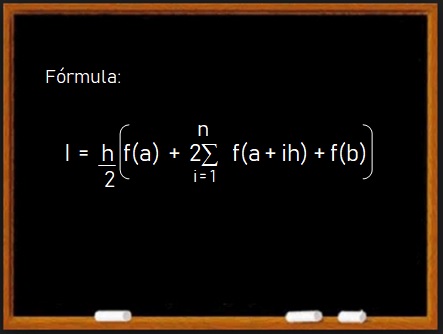 Fórmula:
n
I = h/2 (f(a) + 2∑ f(a + ih) + f(b))
i = 1